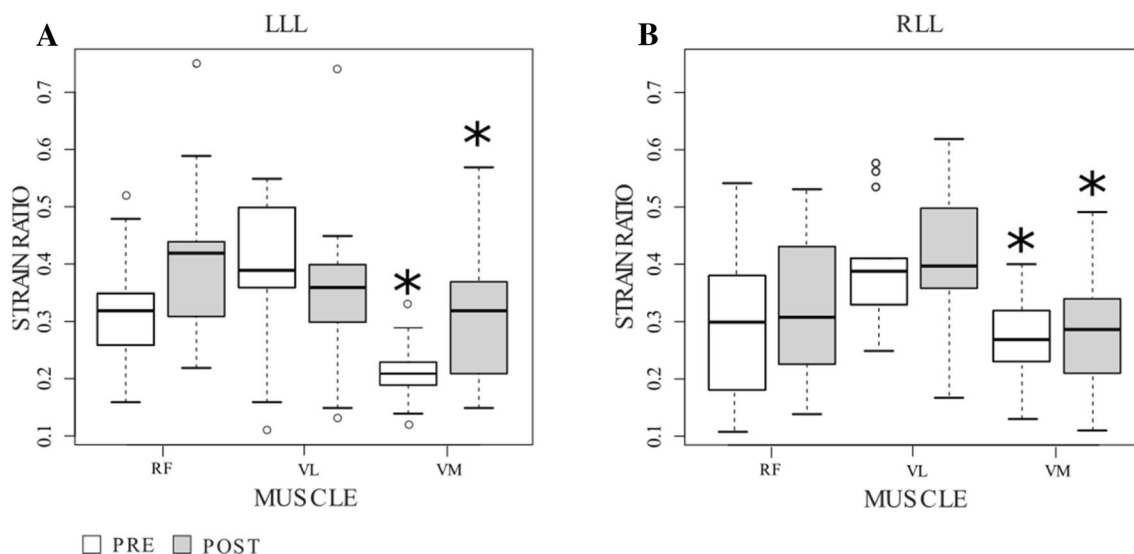 A
LLL
STRAIN RATIO
0.7
0.6
0.5
0.4
0.3
0.2
0.1
*
*
RF VL VM
MUSCLE
PRE POST
B
RLL
STRAIN RATIO
0.7
0.6
0.5
0.4
0.3
0.2
0.1
*
*
RF VL VM
MUSCLE